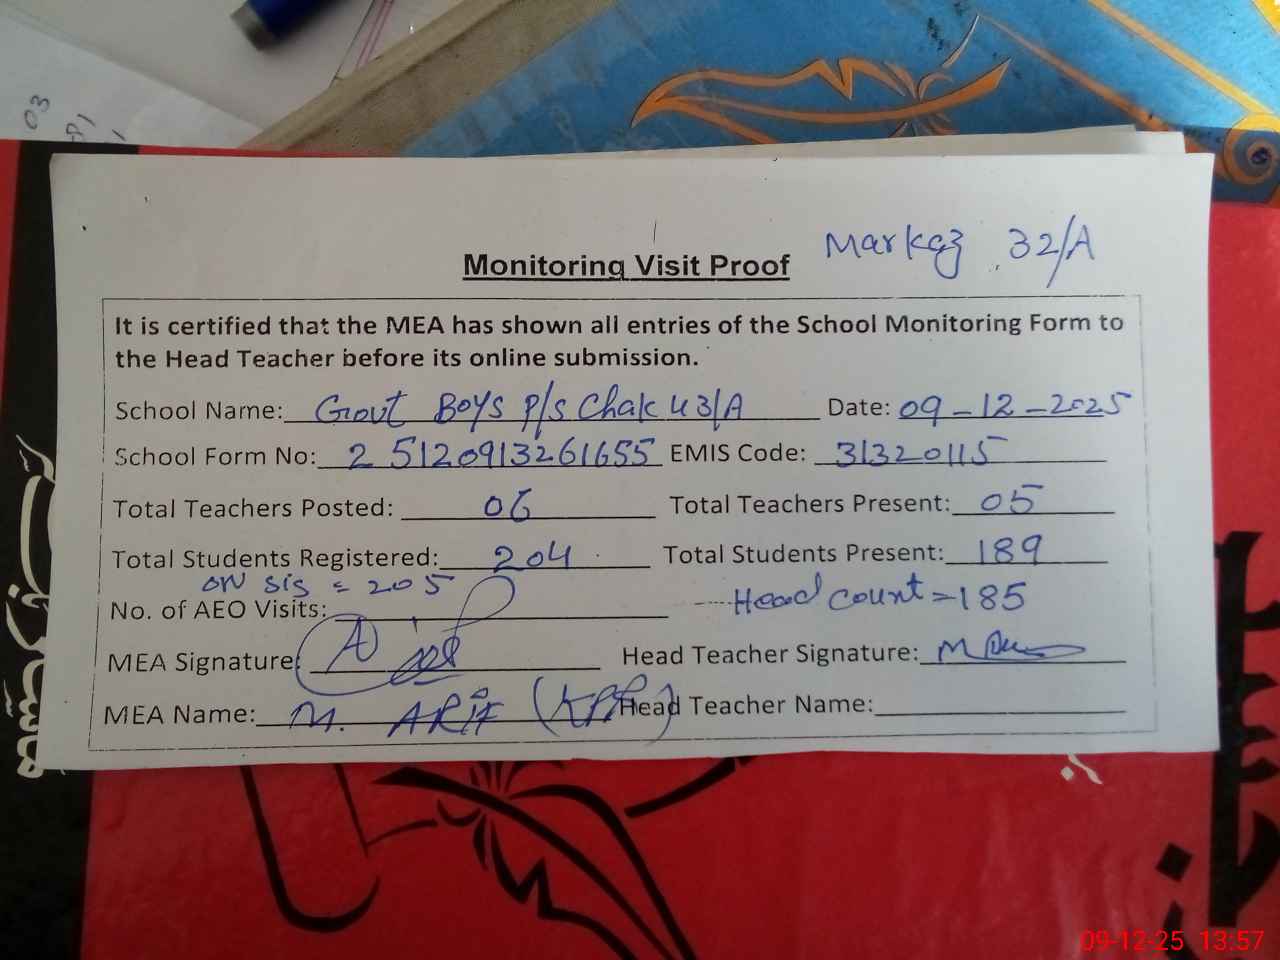 03
Markaz 32/A
Monitoring Visit Proof
It is certified that the MEA has shown all entries of the School Monitoring Form to
the Head Teacher before its online submission.
School Name: Govt Boys P/S Chak 43/A Date: 09-12-2025
School Form No: 2 5120913261655 EMIS Code: 31320115
Total Teachers Posted: 06 Total Teachers Present: 05
Total Students Registered: 204 Total Students Present: 189
on sis = 205
No. of AEO Visits: Head count = 185
MEA Signature: Head Teacher Signature:
MEA Name: M. ARIF Head Teacher Name:
09-12-25 13:57